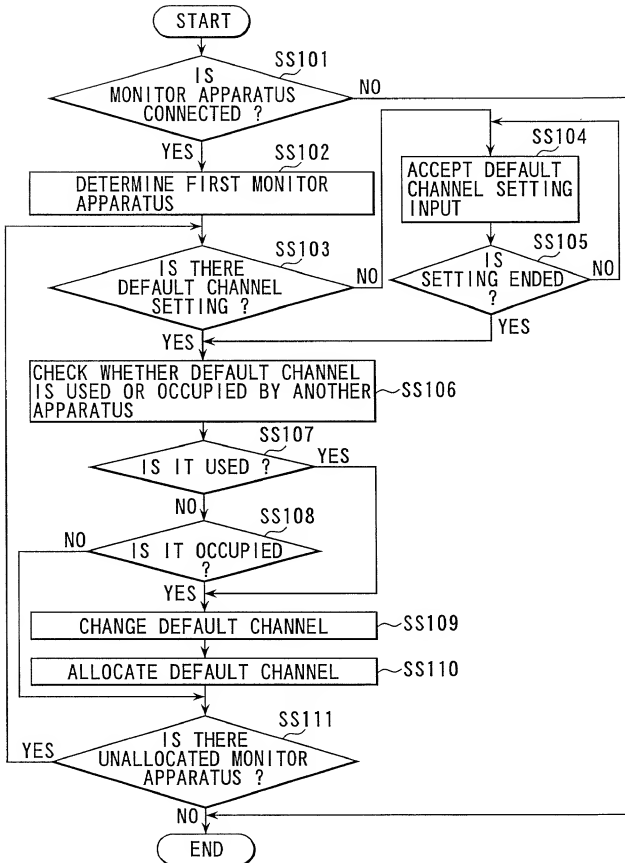 START
SS101
IS
MONITOR APPARATUS
CONNECTED ?
NO
YES
SS102
DETERMINE FIRST MONITOR
APPARATUS
SS103
IS THERE
DEFAULT CHANNEL
SETTING ?
NO
YES
SS104
ACCEPT DEFAULT
CHANNEL SETTING
INPUT
SS105
IS
SETTING ENDED
?
NO
YES
CHECK WHETHER DEFAULT CHANNEL
IS USED OR OCCUPIED BY ANOTHER
APPARATUS
SS106
SS107
IS IT USED ?
YES
NO
SS108
IS IT OCCUPIED
?
NO
YES
CHANGE DEFAULT CHANNEL
SS109
ALLOCATE DEFAULT CHANNEL
SS110
SS111
IS THERE
UNALLOCATED MONITOR
APPARATUS ?
YES
NO
END